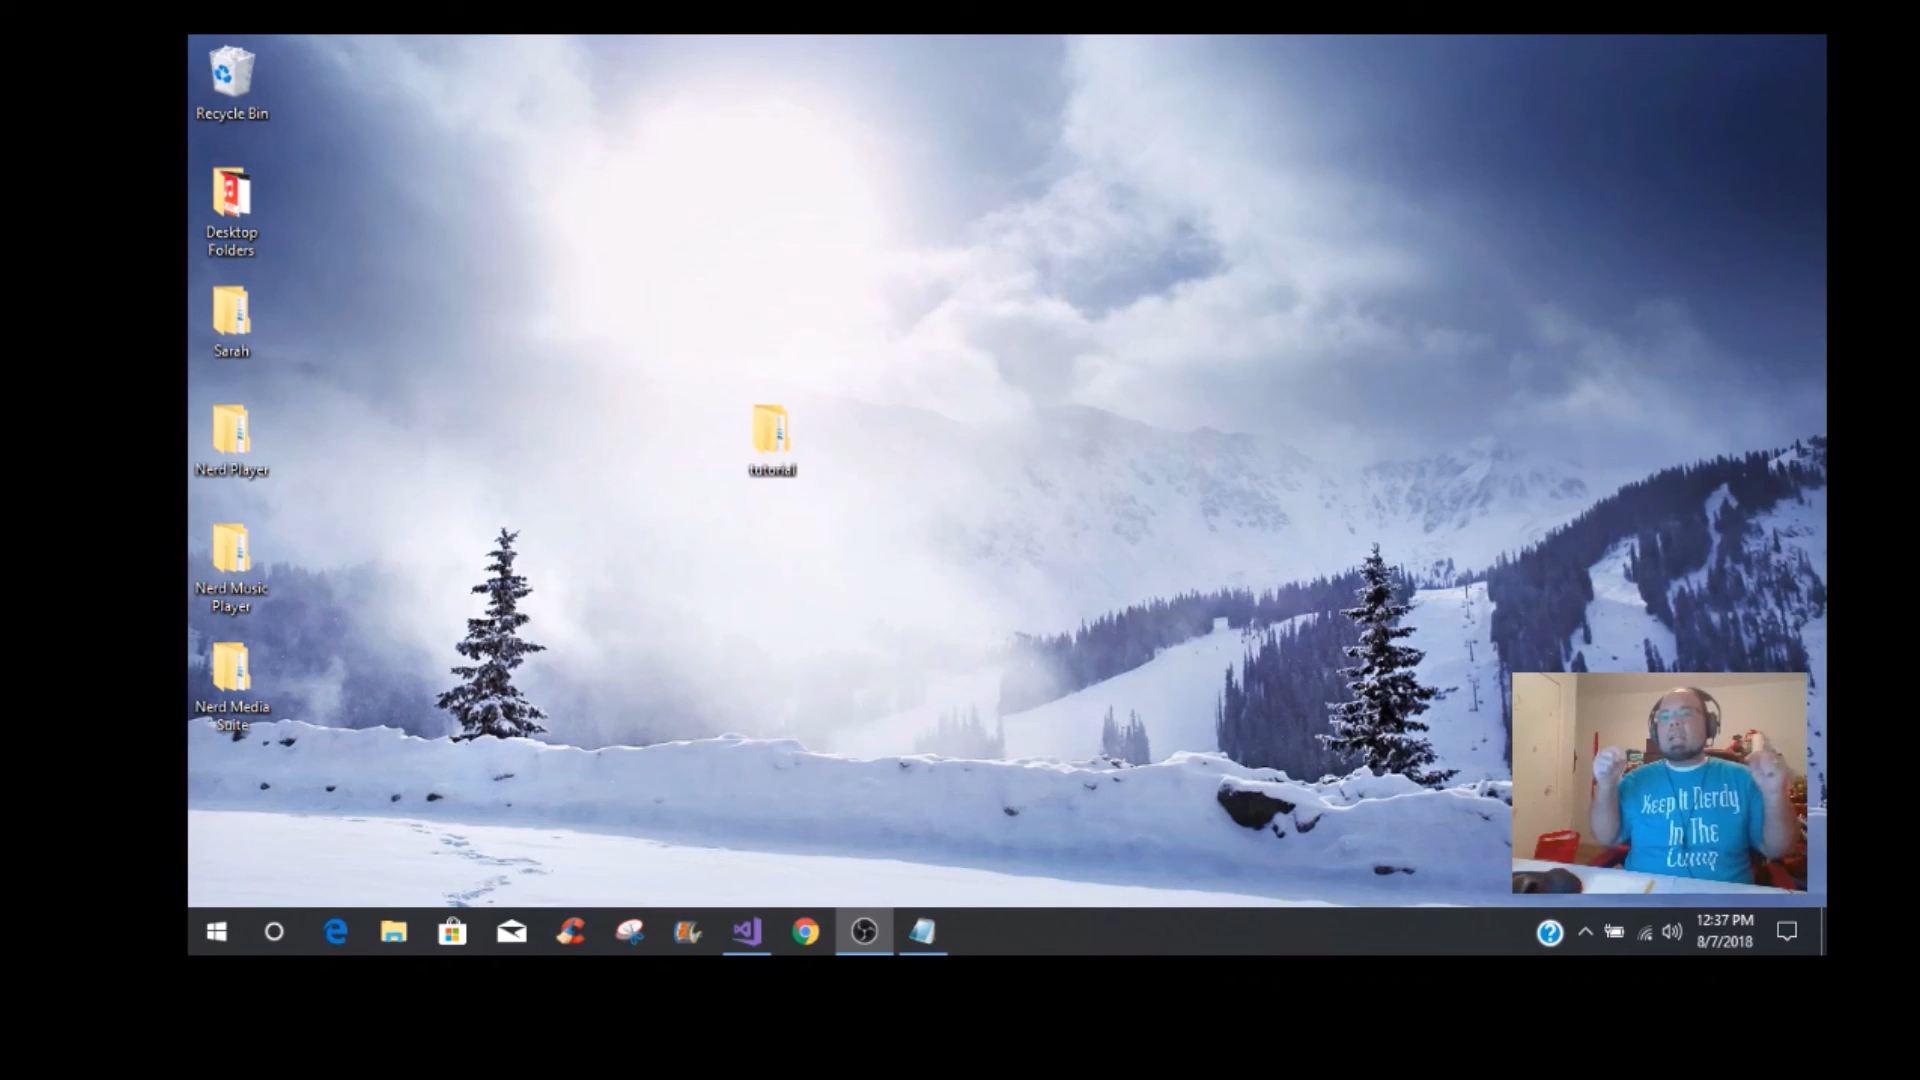 Recycle Bin
Desktop
Folders
Sarah
Nerd Player
Nerd Music
Player
Nerd Media
Suite
tutorial
Keep It Nerdy
In The
12:37 PM
8/7/2018